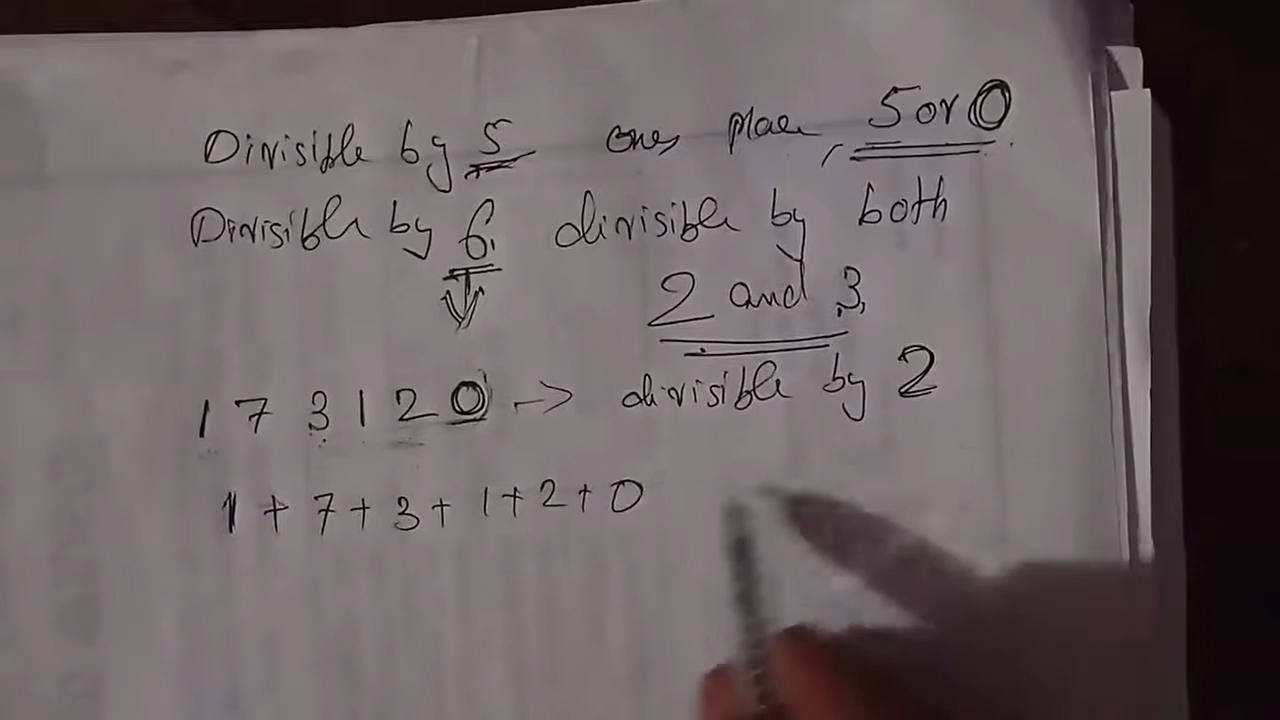 Divisible by 5 ones place, 5 or 0
Divisible by 6. divisible by both
2 and 3,
1 7 3 1 2 0 -> divisible by 2
1 + 7 + 3 + 1 + 2 + 0